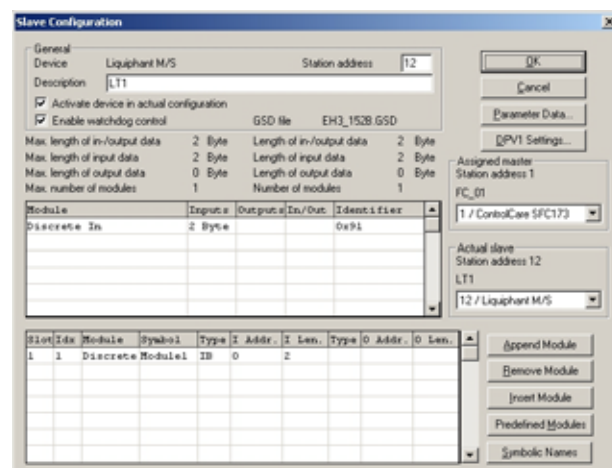 Slave Configuration
General
Device Liquiphant M/S Station address 12
Description LT1
Activate device in actual configuration
Enable watchdog control GSD file EH3_152B.GSD
Max. length of in-/output data 2 Byte Length of in-/output data 2 Byte
Max. length of input data 2 Byte Length of input data 2 Byte
Max. length of output data 0 Byte Length of output data 0 Byte
Max. number of modules 1 Number of modules 1
OK
Cancel
Parameter Data...
DPV1 Settings...
Assigned master
Station address 1
FC_01
1 / ControlCare SFC173
Module Inputs Outputs In/Out Identifier
Discrete In 2 Byte 0x91
Actual slave
Station address 12
LT1
12 / Liquiphant M/S
Slot Idx Module Symbol Type I Addr. I Len. Type O Addr. O Len.
1 1 Discrete Module1 IB 0 2
Append Module
Remove Module
Insert Module
Predefined Modules
Symbolic Names